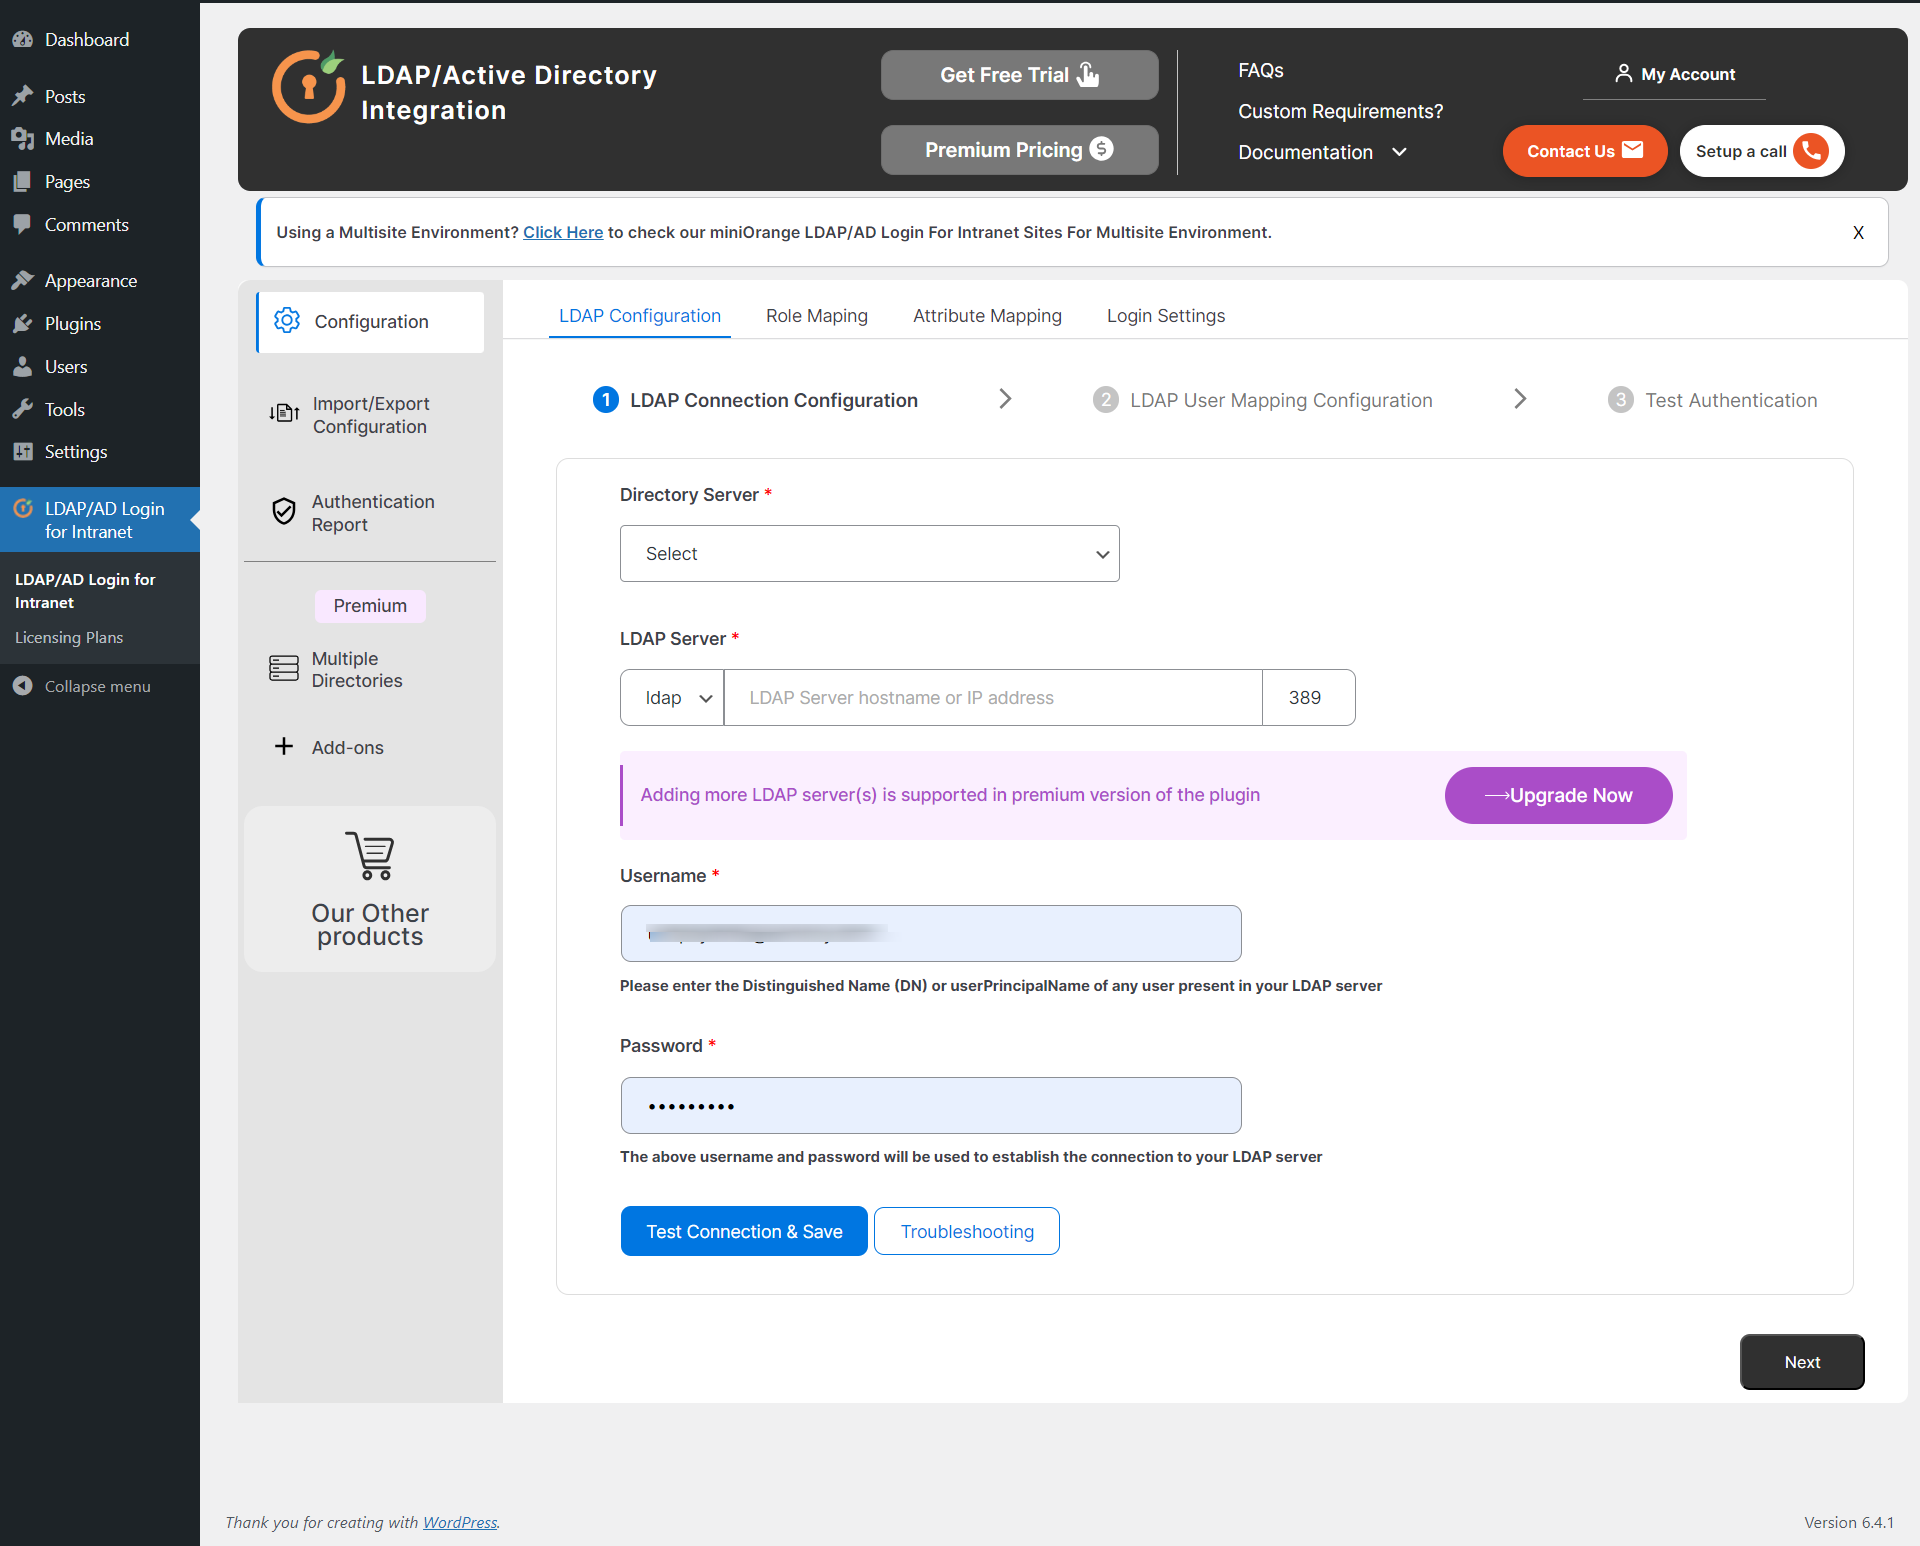 Dashboard
Posts
Media
Pages
Comments
Appearance
Plugins
Users
Tools
Settings
LDAP/AD Login
for Intranet
LDAP/AD Login for
Intranet
Licensing Plans
Collapse menu
LDAP/Active Directory
Integration
Get Free Trial
Premium Pricing
FAQs
Custom Requirements?
Documentation
My Account
Contact Us
Setup a call
Using a Multisite Environment? Click Here to check our miniOrange LDAP/AD Login For Intranet Sites For Multisite Environment.
X
Configuration
Import/Export
Configuration
Authentication
Report
Premium
Multiple
Directories
Add-ons
Our Other
products
LDAP Configuration
Role Maping
Attribute Mapping
Login Settings
1 LDAP Connection Configuration
2 LDAP User Mapping Configuration
3 Test Authentication
Directory Server *
Select
LDAP Server *
ldap
LDAP Server hostname or IP address
389
Adding more LDAP server(s) is supported in premium version of the plugin
Upgrade Now
Username *
Please enter the Distinguished Name (DN) or userPrincipalName of any user present in your LDAP server
Password *
•••••••••
The above username and password will be used to establish the connection to your LDAP server
Test Connection & Save
Troubleshooting
Next
Thank you for creating with WordPress.
Version 6.4.1